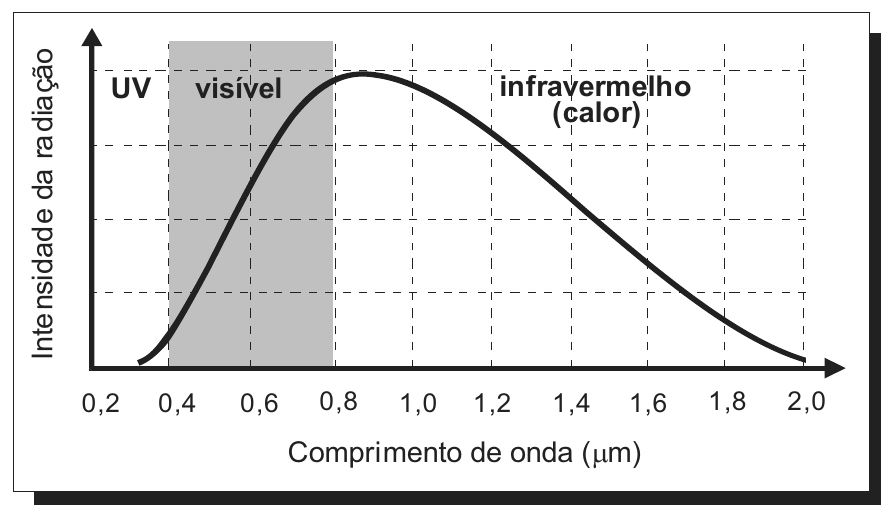 Intensidade da radiação
UV
visível
infravermelho
(calor)
0,2 0,4 0,6 0,8 1,0 1,2 1,4 1,6 1,8 2,0
Comprimento de onda (μm)